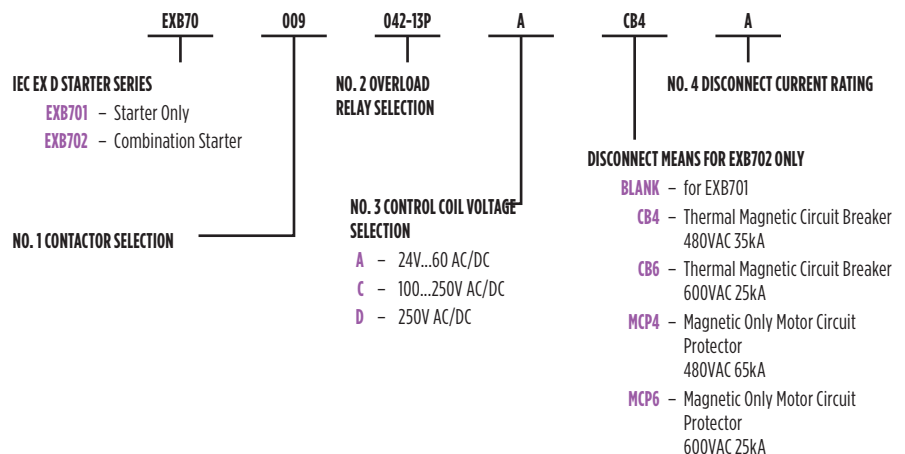 EXB70 009 042-13P A CB4 A
IEC EX D STARTER SERIES
EXB701 – Starter Only
EXB702 – Combination Starter
NO. 1 CONTACTOR SELECTION
NO. 2 OVERLOAD
RELAY SELECTION
NO. 3 CONTROL COIL VOLTAGE
SELECTION
A – 24V...60 AC/DC
C – 100...250V AC/DC
D – 250V AC/DC
NO. 4 DISCONNECT CURRENT RATING
DISCONNECT MEANS FOR EXB702 ONLY
BLANK – for EXB701
CB4 – Thermal Magnetic Circuit Breaker
480VAC 35kA
CB6 – Thermal Magnetic Circuit Breaker
600VAC 25kA
MCP4 – Magnetic Only Motor Circuit
Protector
480VAC 65kA
MCP6 – Magnetic Only Motor Circuit
Protector
600VAC 25kA